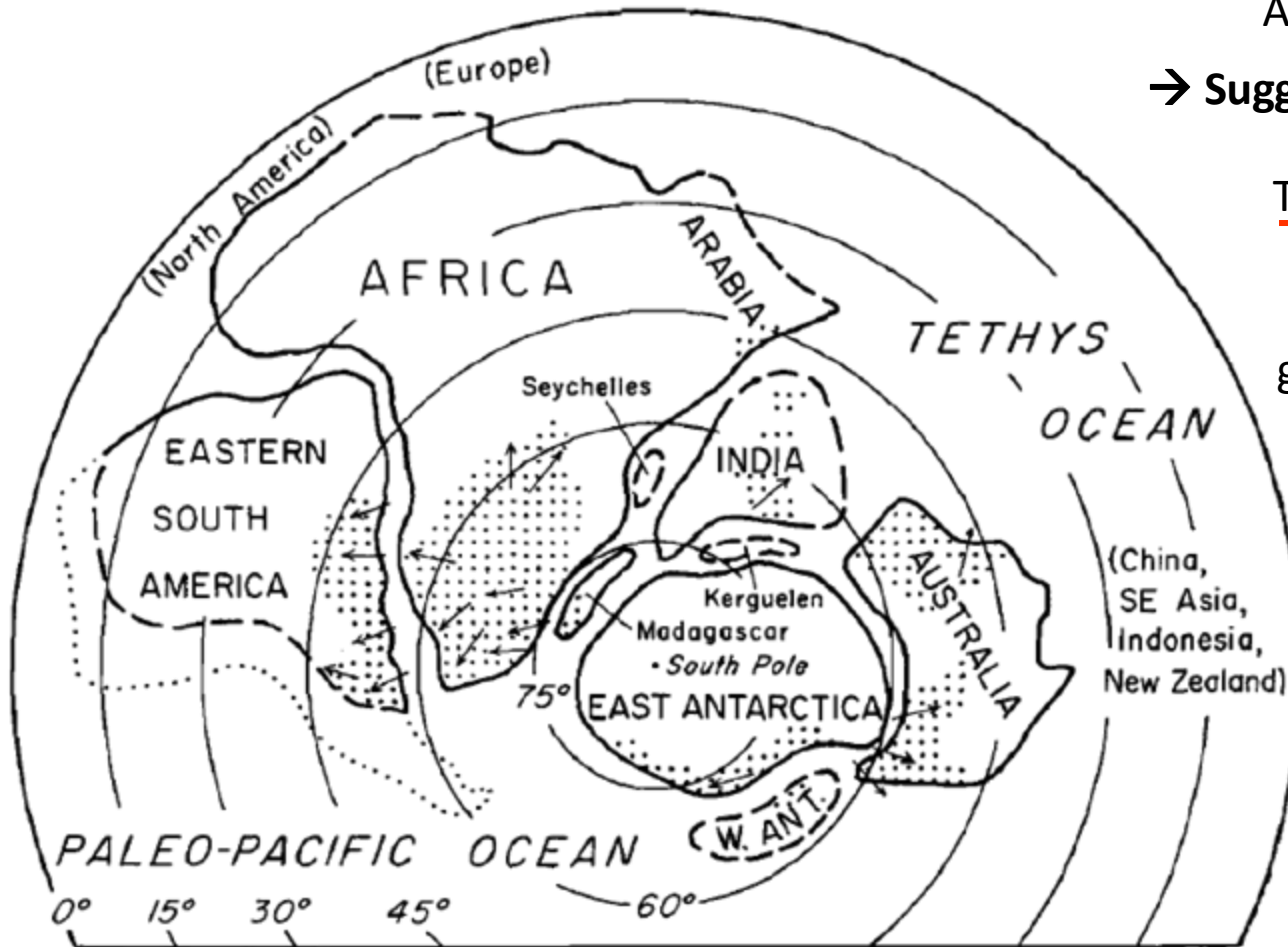 A
→ Sugg
T
g
(Europe)
(North America)
AFRICA
ARABIA
TETHYS
OCEAN
Seychelles
INDIA
EASTERN
SOUTH
AMERICA
AUSTRALIA
(China,
SE Asia,
Indonesia,
New Zealand)
Kerguelen
Madagascar
• South Pole
75°
EAST ANTARCTICA
W. ANT.
PALEO-PACIFIC OCEAN
0° 15° 30° 45° 60°